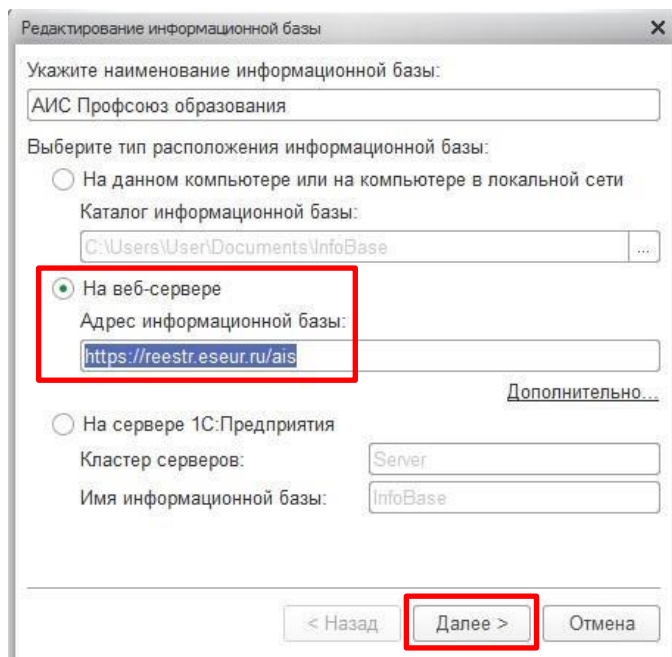 Редактирование информационной базы
Укажите наименование информационной базы:
АИС Профсоюз образования
Выберите тип расположения информационной базы:
На данном компьютере или на компьютере в локальной сети
Каталог информационной базы:
C:\Users\User\Documents\InfoBase ...
На веб-сервере
Адрес информационной базы:
https://reestr.eseur.ru/ais
Дополнительно...
На сервере 1С:Предприятия
Кластер серверов: Server
Имя информационной базы: InfoBase
< Назад Далее > Отмена